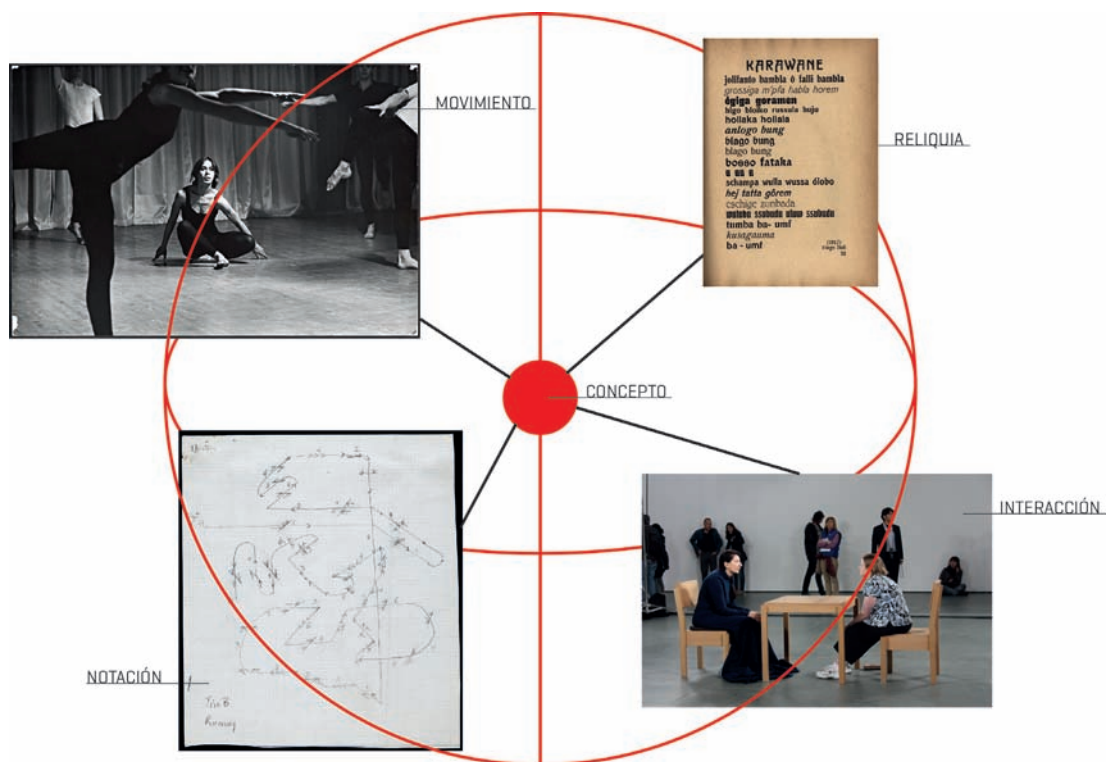 MOVIMIENTO
KARAWANE
jolifanto bambla ô falli bambla
grossiga m'pfa habla horem
égiga goramen
higo bloiko russula huju
hollaka hollala
anlogo bung
blago bung
blago bung
bosso fataka
ü üü ü
schampa wulla wussa ólobo
hej tatta gôrem
eschige zunbada
wulubu ssubudu uluw ssubudu
tumba ba- umf
kusagauma
ba - umf
RELIQUIA
CONCEPTO
INTERACCIÓN
NOTACIÓN